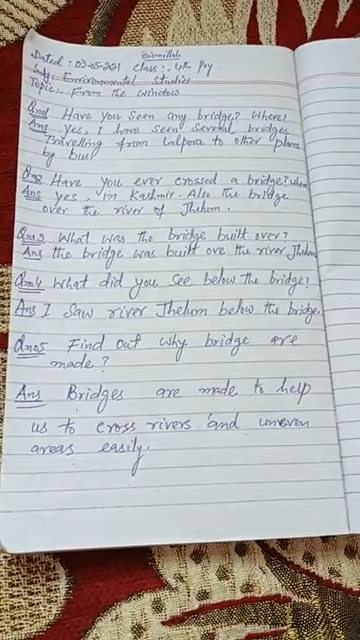 Bismillah
Dated : 03-05-2021 Class :- 4th Pry
Sub:- Environmental Studies
Topic:- From the window
Qno1 Have you seen any bridge? Where?
Ans Yes, I have seen several bridges
Travelling from Lalpora to other places
by bus
Qno2 Have you ever crossed a bridge? where
Ans yes, in Kashmir. Also the bridge
over the river of Jhelum.
Qno3 What was the bridge built over?
Ans the bridge was built ove the river Jhelum
Qno4 What did you see below the bridge?
Ans I Saw river Jhelum below the bridge.
Qno5 Find out why bridge are
made?
Ans Bridges are made to help
us to cross rivers and uneven
areas easily.